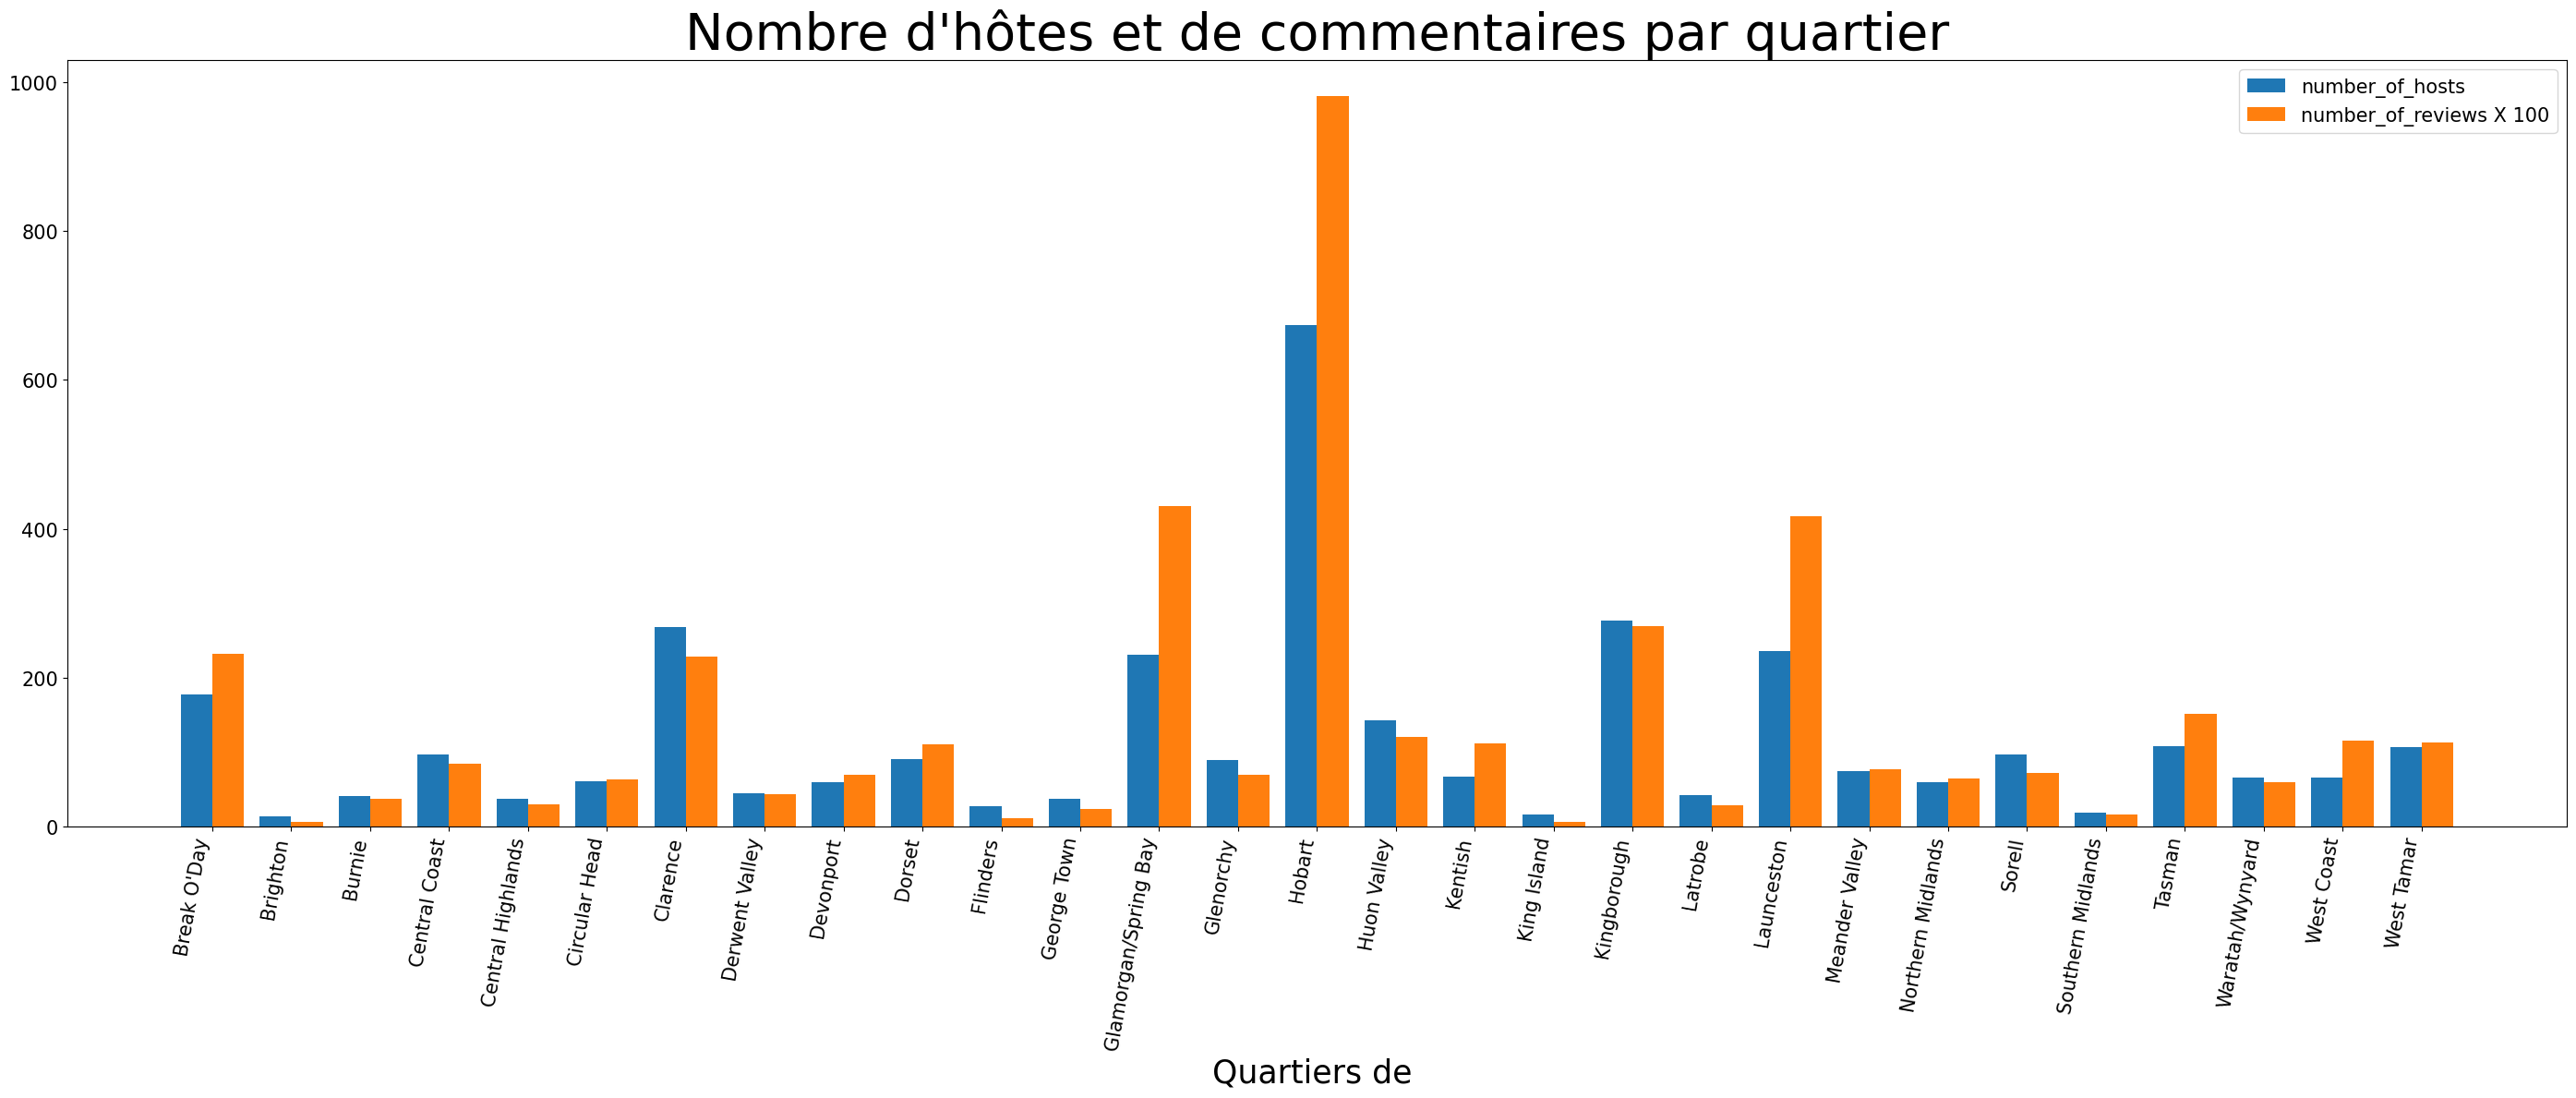 Nombre d'hôtes et de commentaires par quartier
number_of_hosts
number_of_reviews X 100
1000
800
600
400
200
0
Break O'Day
Brighton
Burnie
Central Coast
Central Highlands
Circular Head
Clarence
Derwent Valley
Devonport
Dorset
Flinders
George Town
Glamorgan/Spring Bay
Glenorchy
Hobart
Huon Valley
Kentish
King Island
Kingborough
Latrobe
Launceston
Meander Valley
Northern Midlands
Sorell
Southern Midlands
Tasman
Waratah/Wynyard
West Coast
West Tamar
Quartiers de